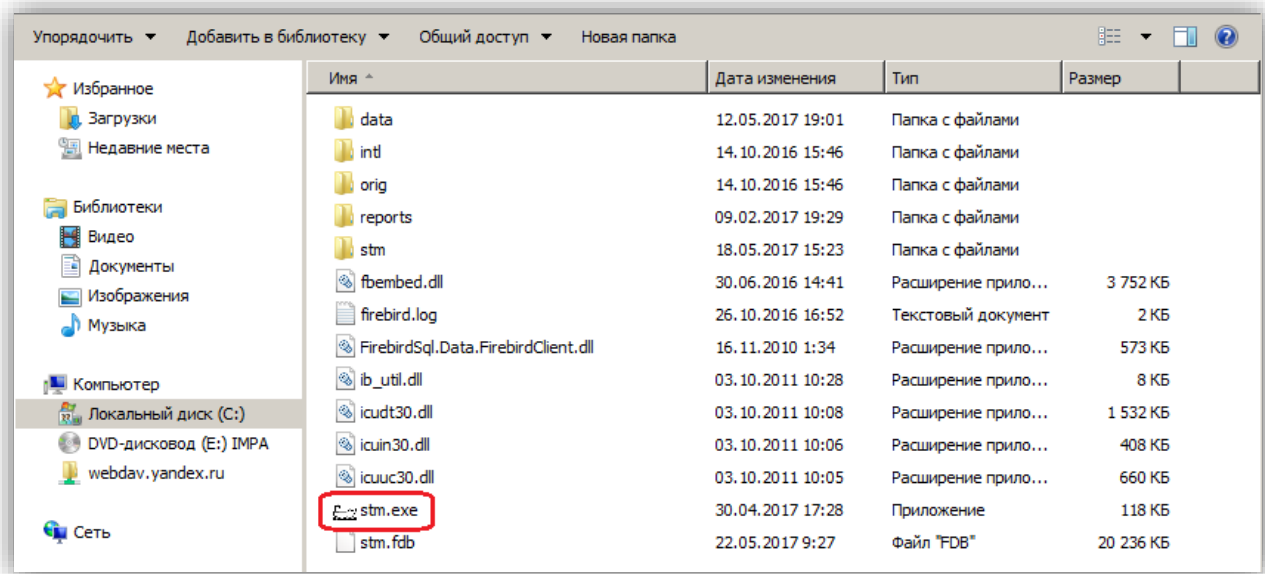 Упорядочить Добавить в библиотеку Общий доступ Новая папка
Имя Дата изменения Тип Размер
Избранное
Загрузки
Недавние места
Библиотеки
Видео
Документы
Изображения
Музыка
Компьютер
Локальный диск (C:)
DVD-дисковод (E:) IMPA
webdav.yandex.ru
Сеть
data 12.05.2017 19:01 Папка с файлами
intl 14.10.2016 15:46 Папка с файлами
orig 14.10.2016 15:46 Папка с файлами
reports 09.02.2017 19:29 Папка с файлами
stm 18.05.2017 15:23 Папка с файлами
fbembed.dll 30.06.2016 14:41 Расширение прило... 3 752 КБ
firebird.log 26.10.2016 16:52 Текстовый документ 2 КБ
FirebirdSql.Data.FirebirdClient.dll 16.11.2010 1:34 Расширение прило... 573 КБ
ib_util.dll 03.10.2011 10:28 Расширение прило... 8 КБ
icudt30.dll 03.10.2011 10:08 Расширение прило... 1 532 КБ
icuin30.dll 03.10.2011 10:06 Расширение прило... 408 КБ
icuuc30.dll 03.10.2011 10:05 Расширение прило... 660 КБ
stm.exe 30.04.2017 17:28 Приложение 118 КБ
stm.fdb 22.05.2017 9:27 Файл "FDB" 20 236 КБ